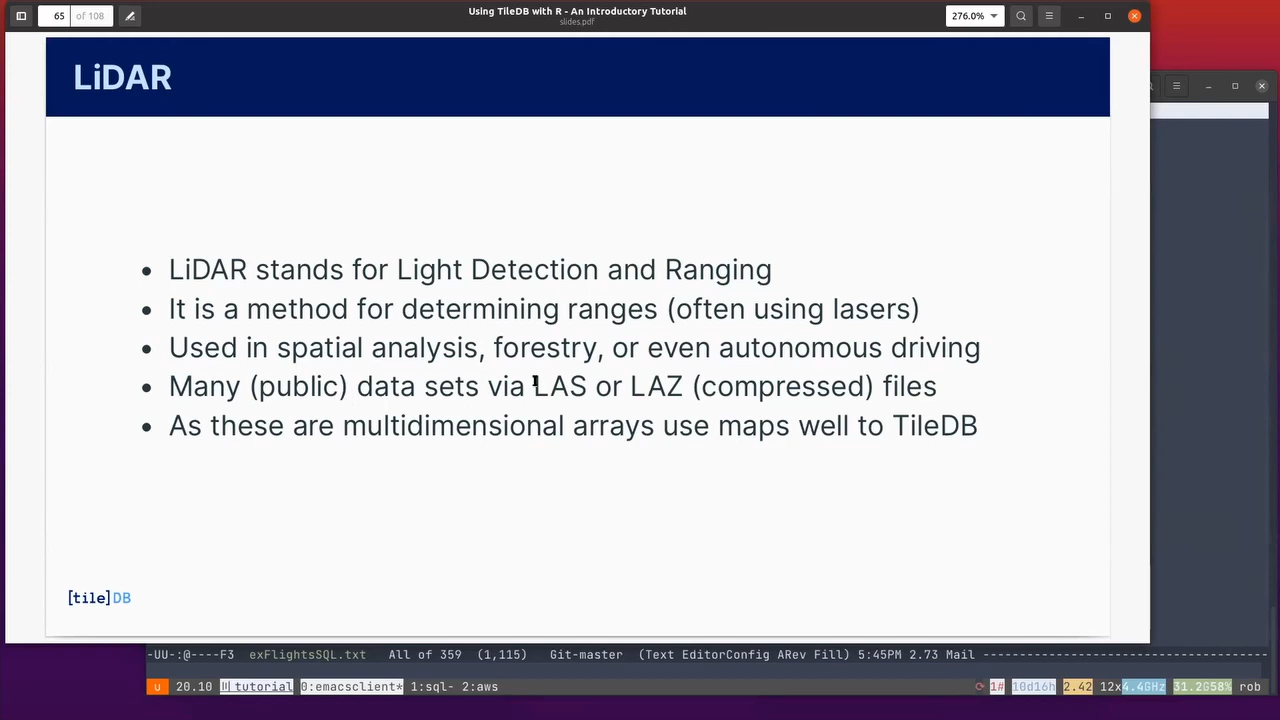 65 of 108
Using TileDB with R - An Introductory Tutorial
slides.pdf
276.0%
LiDAR
• LiDAR stands for Light Detection and Ranging
• It is a method for determining ranges (often using lasers)
• Used in spatial analysis, forestry, or even autonomous driving
• Many (public) data sets via LAS or LAZ (compressed) files
• As these are multidimensional arrays use maps well to TileDB
[tile]DB
-UU-:@----F3 exFlightsSQL.txt All of 359 (1,115) Git-master (Text EditorConfig ARev Fill) 5:45PM 2.73 Mail
u 20.10 tutorial 0:emacsclient* 1:sql- 2:aws 1# 10d16h 2.42 12x4.4GHz 31.2G58% rob